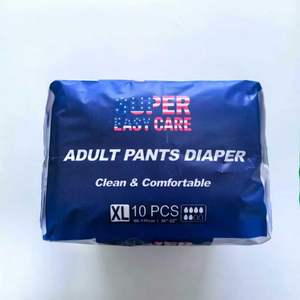 SUPER
EASY CARE
ADULT PANTS DIAPER
Clean & Comfortable
XL 10 PCS